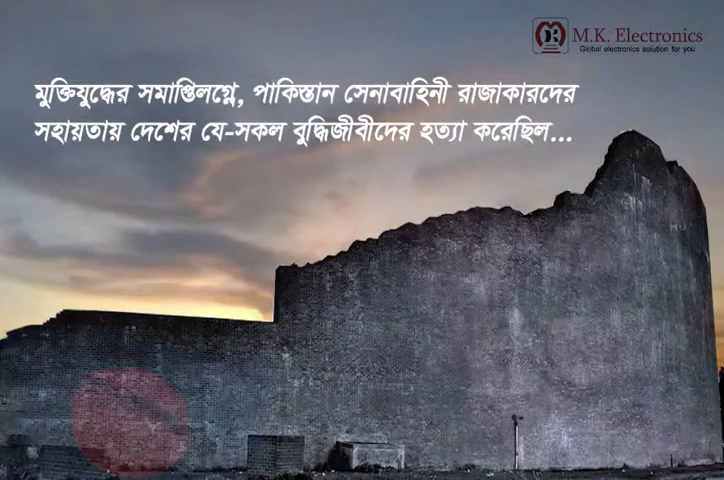 M.K. Electronics
Global electronics solution for you
মুক্তিযুদ্ধের সমাপ্তিলগ্নে, পাকিস্তান সেনাবাহিনী রাজাকারদের
সহায়তায় দেশের যে-সকল বুদ্ধিজীবীদের হত্যা করেছিল...